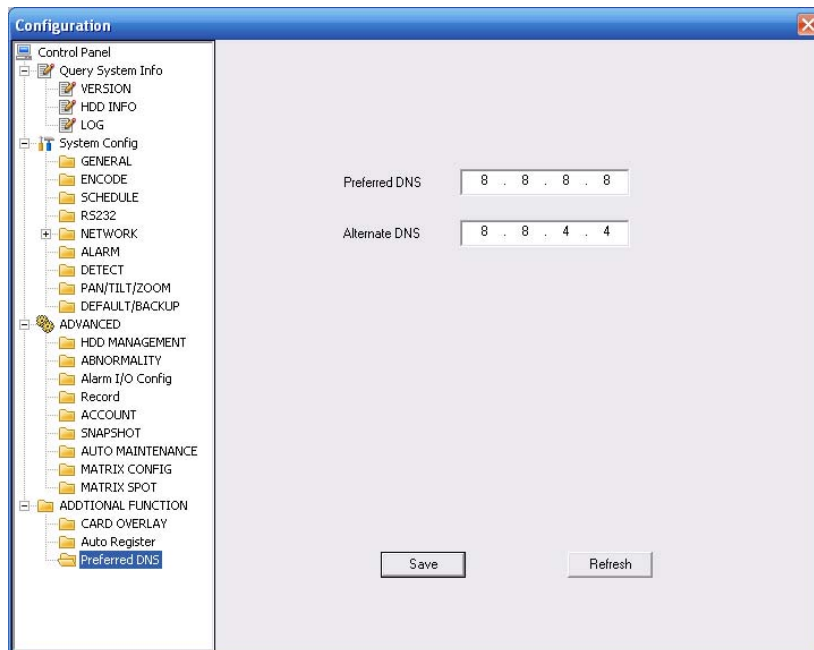 Configuration
Control Panel
Query System Info
VERSION
HDD INFO
LOG
System Config
GENERAL
ENCODE
SCHEDULE
RS232
NETWORK
ALARM
DETECT
PAN/TILT/ZOOM
DEFAULT/BACKUP
ADVANCED
HDD MANAGEMENT
ABNORMALITY
Alarm I/O Config
Record
ACCOUNT
SNAPSHOT
AUTO MAINTENANCE
MATRIX CONFIG
MATRIX SPOT
ADDTIONAL FUNCTION
CARD OVERLAY
Auto Register
Preferred DNS
Preferred DNS 8 . 8 . 8 . 8
Alternate DNS 8 . 8 . 4 . 4
Save Refresh